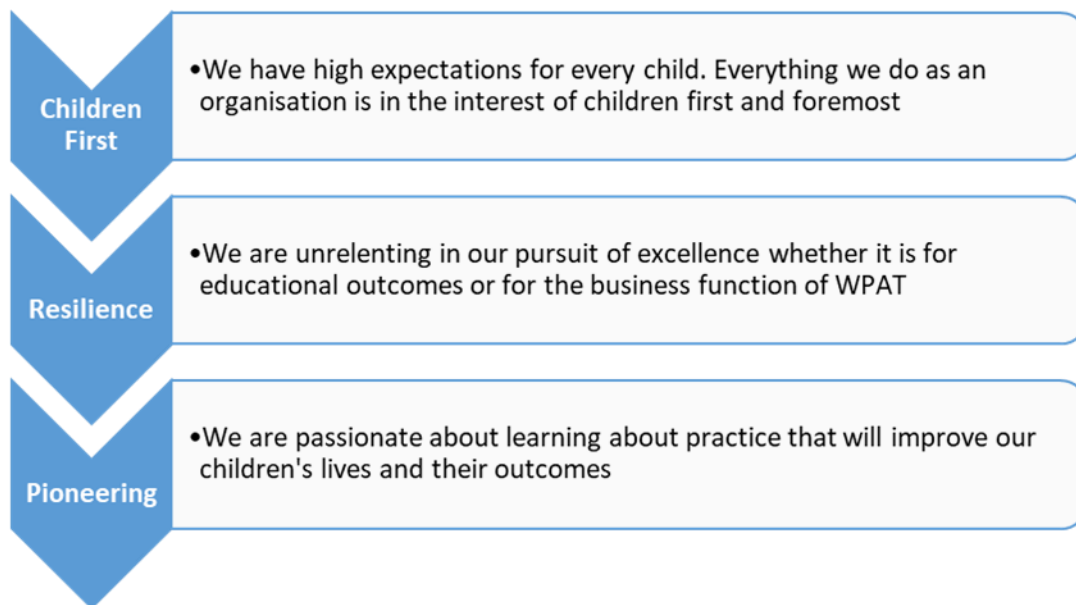 Children
First
•We have high expectations for every child. Everything we do as an
organisation is in the interest of children first and foremost
Resilience
•We are unrelenting in our pursuit of excellence whether it is for
educational outcomes or for the business function of WPAT
Pioneering
•We are passionate about learning about practice that will improve our
children's lives and their outcomes